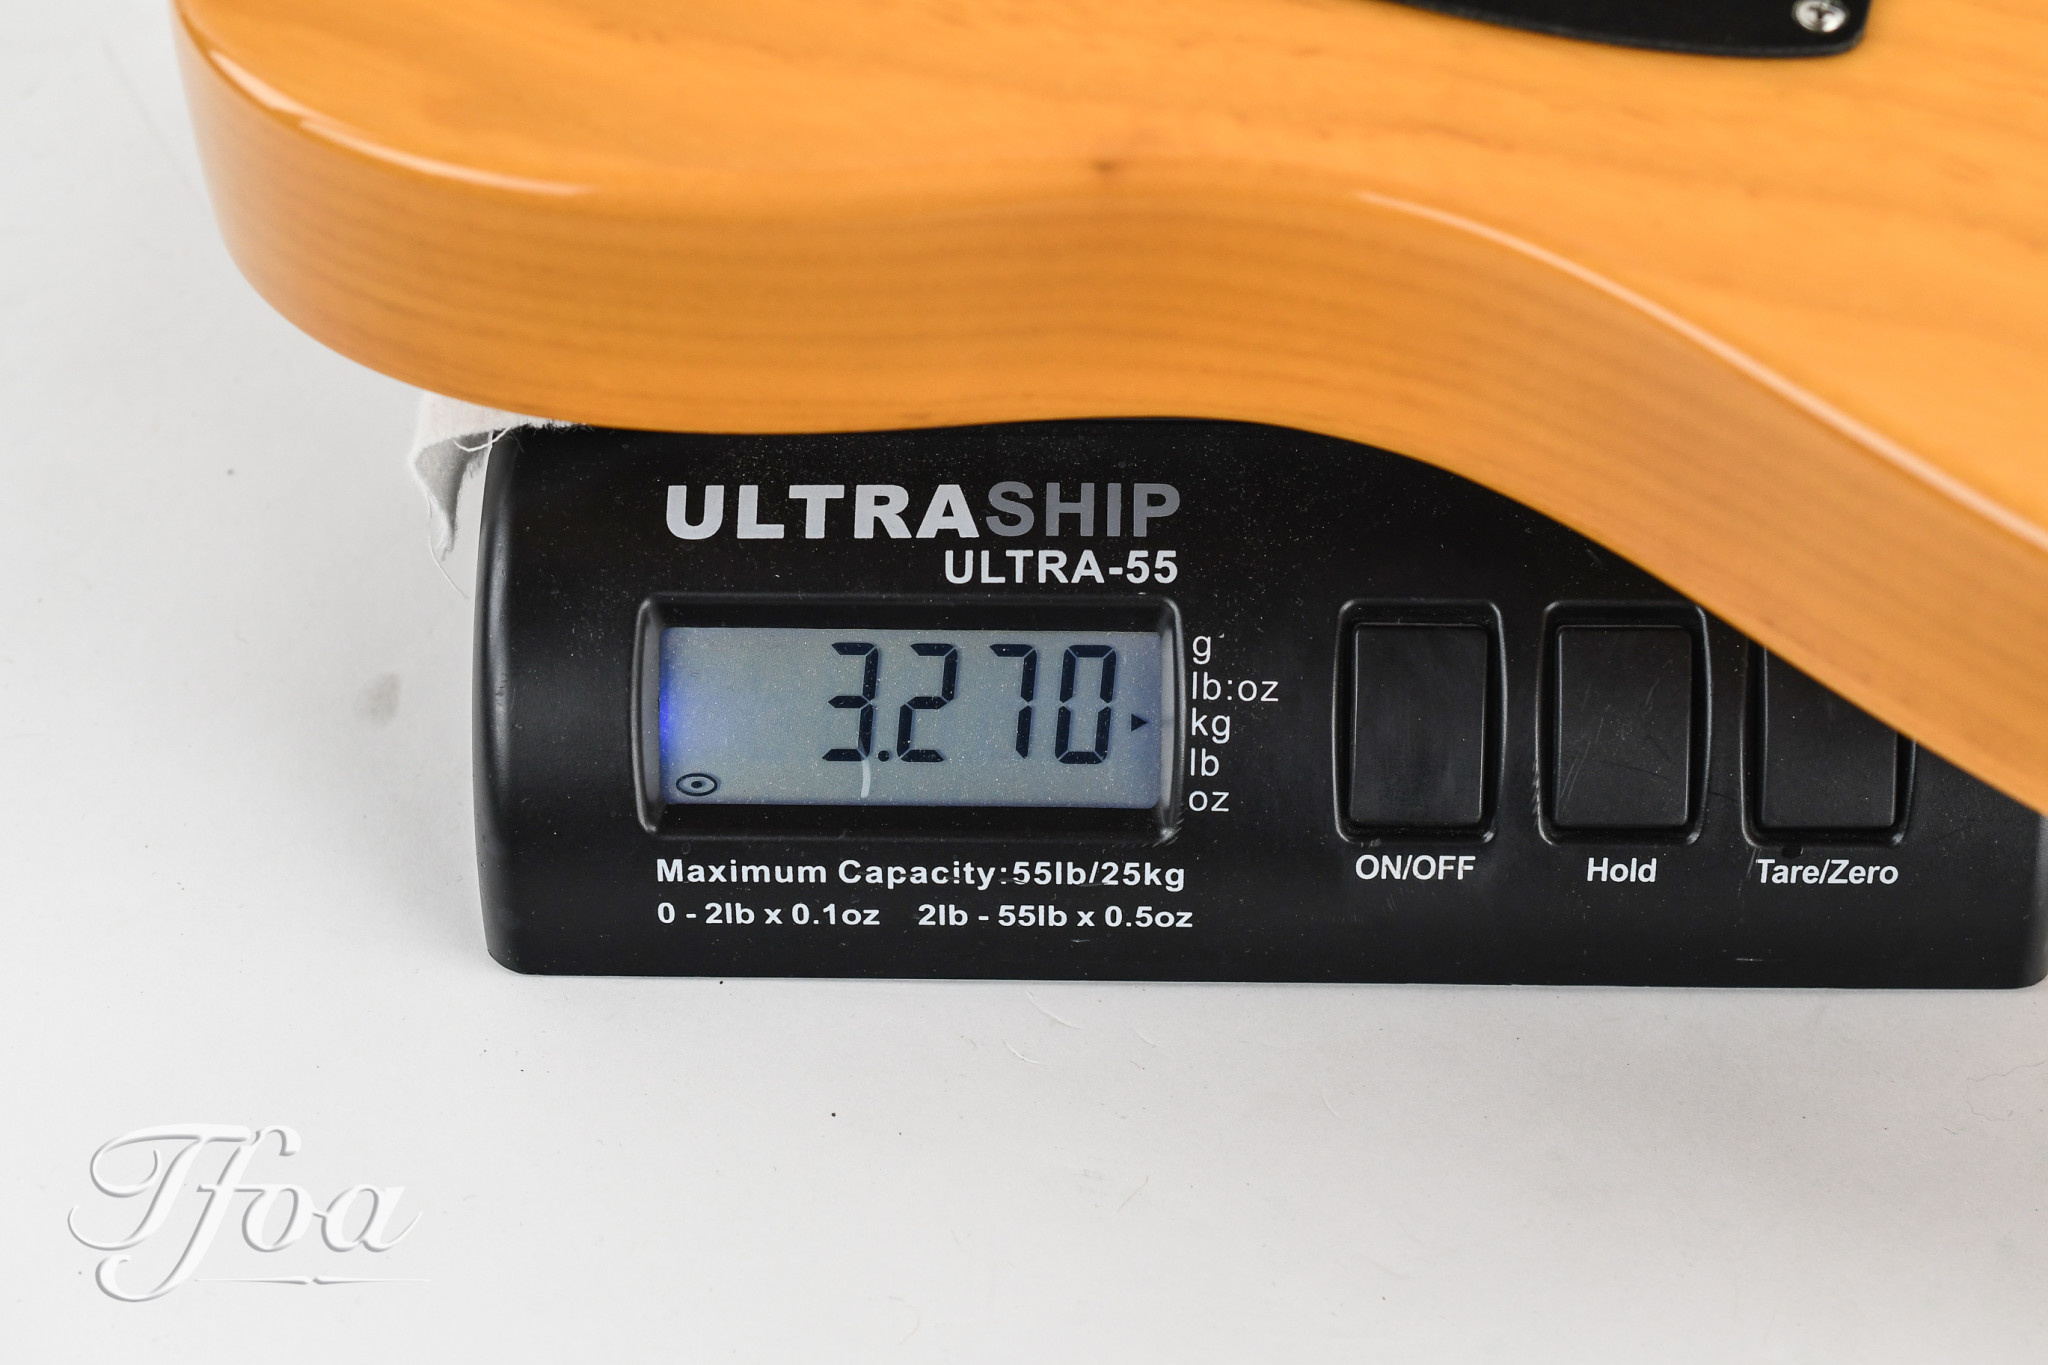 ULTRASHIP
ULTRA-55
3.270
g
lb:oz
kg
lb
oz
Maximum Capacity:55lb/25kg
0 - 2lb x 0.1oz 2lb - 55lb x 0.5oz
ON/OFF
Hold
Tare/Zero
Tfoa